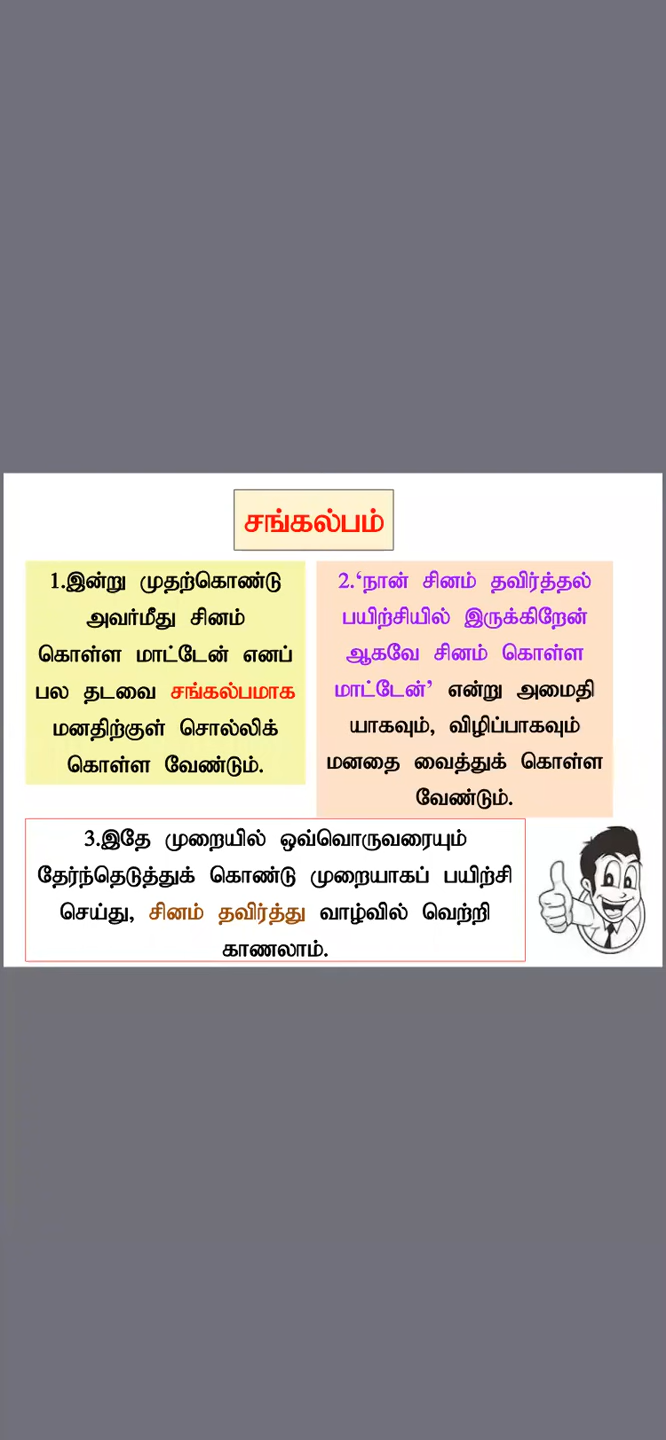 சங்கல்பம்
1.இன்று முதற்கொண்டு
அவர்மீது சினம்
கொள்ள மாட்டேன் எனப்
பல தடவை சங்கல்பமாக
மனதிற்குள் சொல்லிக்
கொள்ள வேண்டும்.
2.‘நான் சினம் தவிர்த்தல்
பயிற்சியில் இருக்கிறேன்
ஆகவே சினம் கொள்ள
மாட்டேன்’ என்று அமைதி
யாகவும், விழிப்பாகவும்
மனதை வைத்துக் கொள்ள
வேண்டும்.
3.இதே முறையில் ஒவ்வொருவரையும்
தேர்ந்தெடுத்துக் கொண்டு முறையாகப் பயிற்சி
செய்து, சினம் தவிர்த்து வாழ்வில் வெற்றி
காணலாம்.